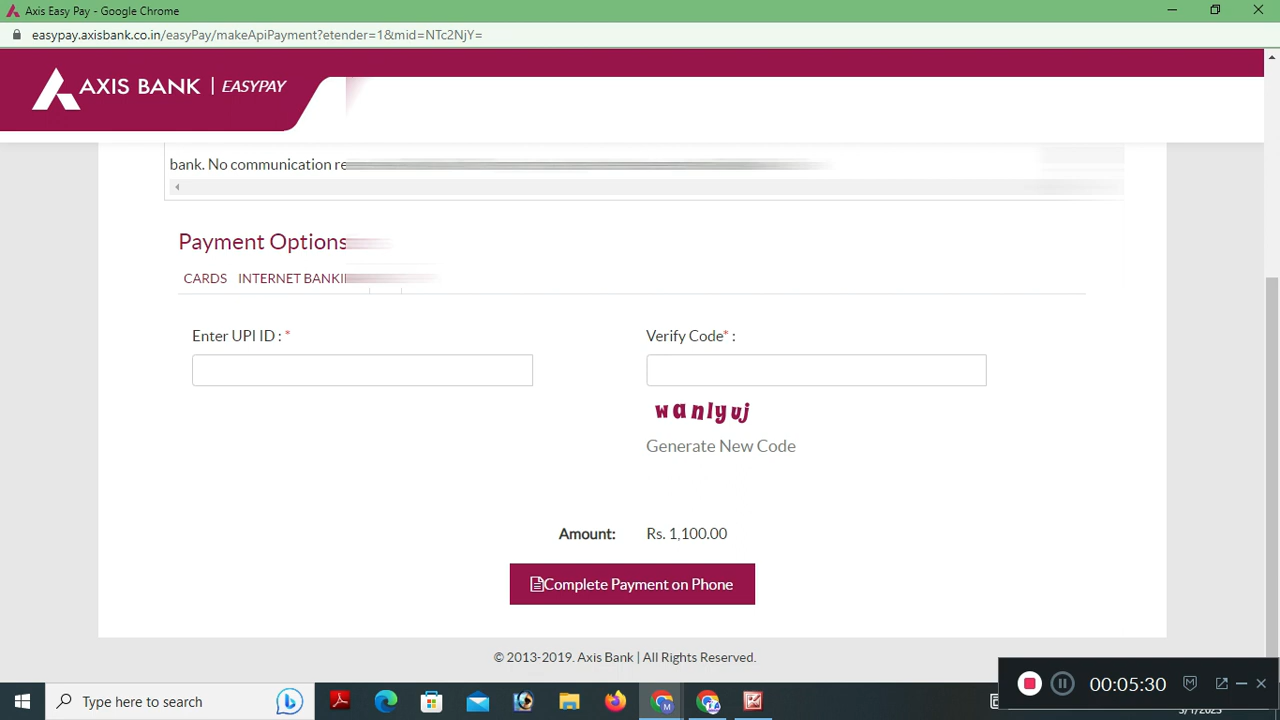 Axis Easy Pay - Google Chrome
easypay.axisbank.co.in/easyPay/makeApiPayment?etender=1&mid=NTc2NjY=
AXIS BANK | EASYPAY
bank. No communication
Payment Options
CARDS INTERNET
Enter UPI ID : *
Verify Code* :
wanlyuj
Generate New Code
Amount: Rs. 1,100.00
Complete Payment on Phone
© 2013-2019. Axis Bank | All Rights Reserved.
Type here to search
00:05:30